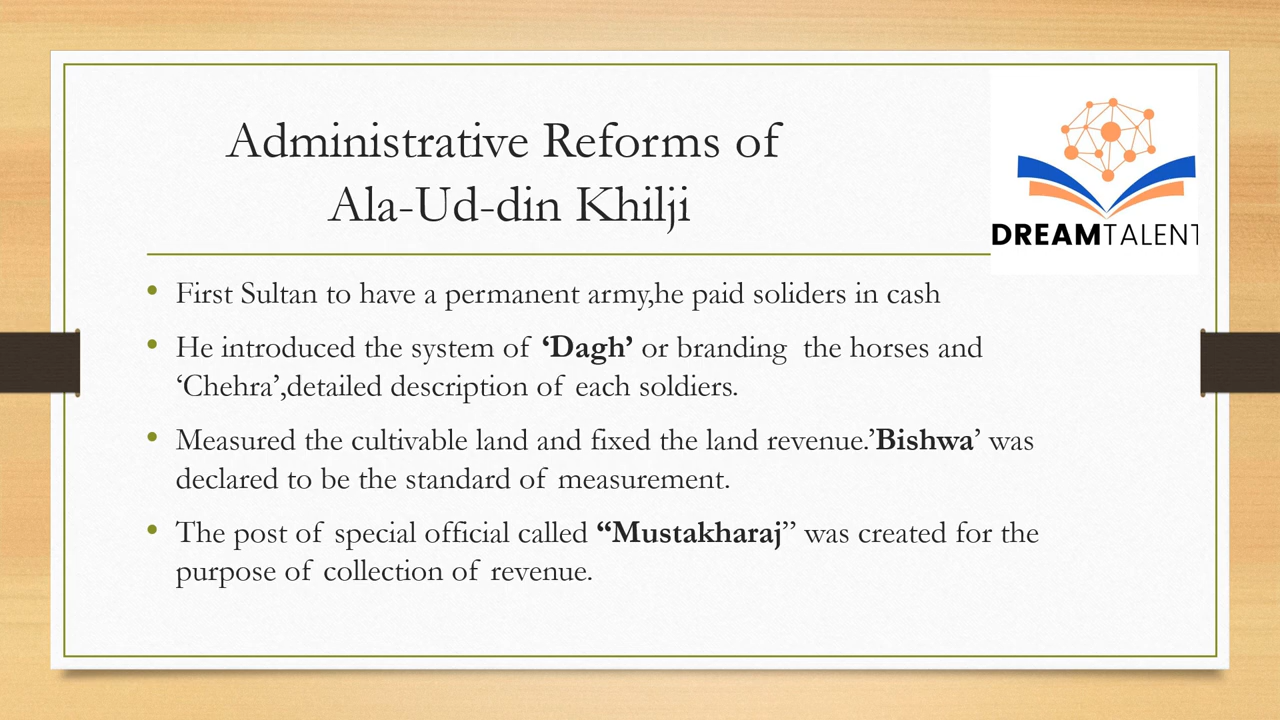 Administrative Reforms of
Ala-Ud-din Khilji
DREAMTALENT
• First Sultan to have a permanent army,he paid soliders in cash
• He introduced the system of ‘Dagh’ or branding  the horses and
‘Chehra’,detailed description of each soldiers.
• Measured the cultivable land and fixed the land revenue.’Bishwa’ was
declared to be the standard of measurement.
• The post of special official called “Mustakharaj” was created for the
purpose of collection of revenue.